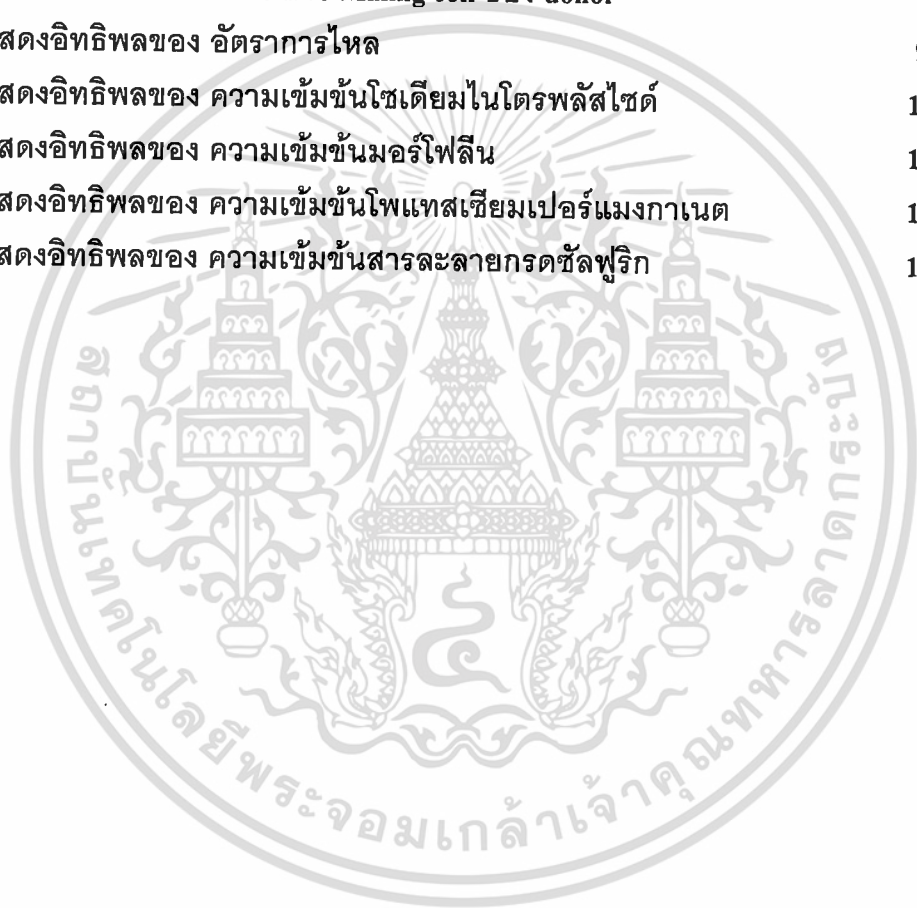 mixing coil ของ donor
สดงอิทธิพลของ อัตราการไหล
สดงอิทธิพลของ ความเข้มข้นโซเดียมไนโตรพลัสไซด์ 1
สดงอิทธิพลของ ความเข้มข้นมอร์โฟลีน 1
สดงอิทธิพลของ ความเข้มข้นโพแทสเซียมเปอร์แมงกาเนต 1
สดงอิทธิพลของ ความเข้มข้นสารละลายกรดซัลฟูริก 1
สถาบันเทคโนโลยีพระจอมเกล้าเจ้าคุณทหารลาดกระบัง